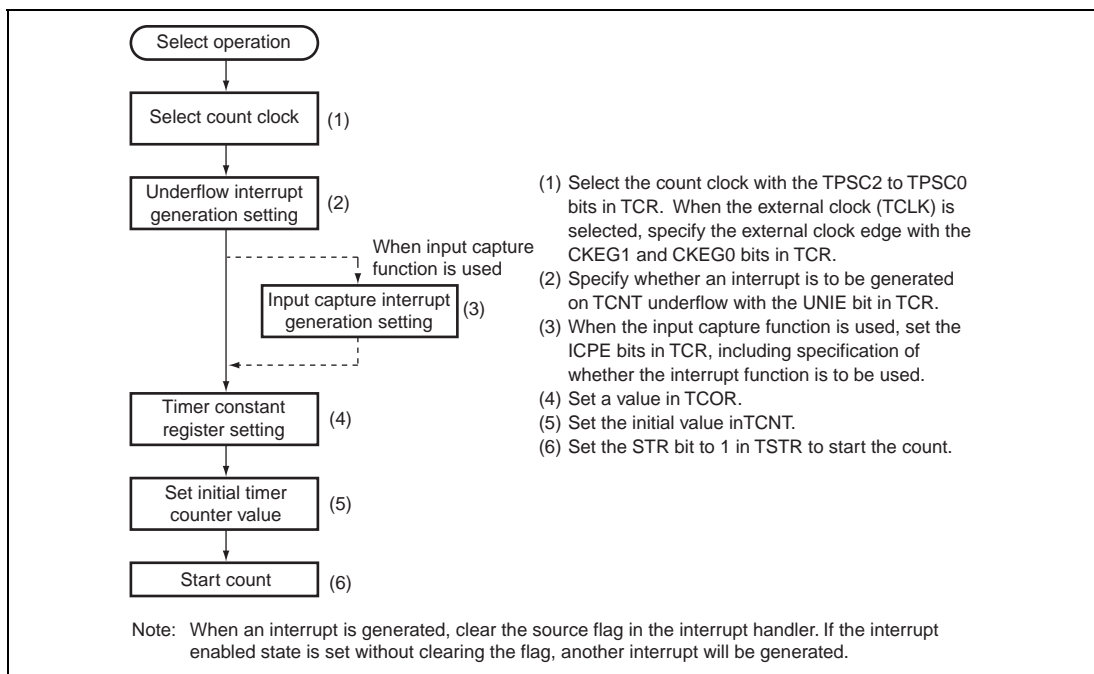 Select operation
Select count clock
(1)
Underflow interrupt
generation setting
(2)
When input capture
function is used
Input capture interrupt
generation setting
(3)
Timer constant
register setting
(4)
Set initial timer
counter value
(5)
Start count
(6)
(1) Select the count clock with the TPSC2 to TPSC0
bits in TCR. When the external clock (TCLK) is
selected, specify the external clock edge with the
CKEG1 and CKEG0 bits in TCR.
(2) Specify whether an interrupt is to be generated
on TCNT underflow with the UNIE bit in TCR.
(3) When the input capture function is used, set the
ICPE bits in TCR, including specification of
whether the interrupt function is to be used.
(4) Set a value in TCOR.
(5) Set the initial value inTCNT.
(6) Set the STR bit to 1 in TSTR to start the count.
Note: When an interrupt is generated, clear the source flag in the interrupt handler. If the interrupt
enabled state is set without clearing the flag, another interrupt will be generated.